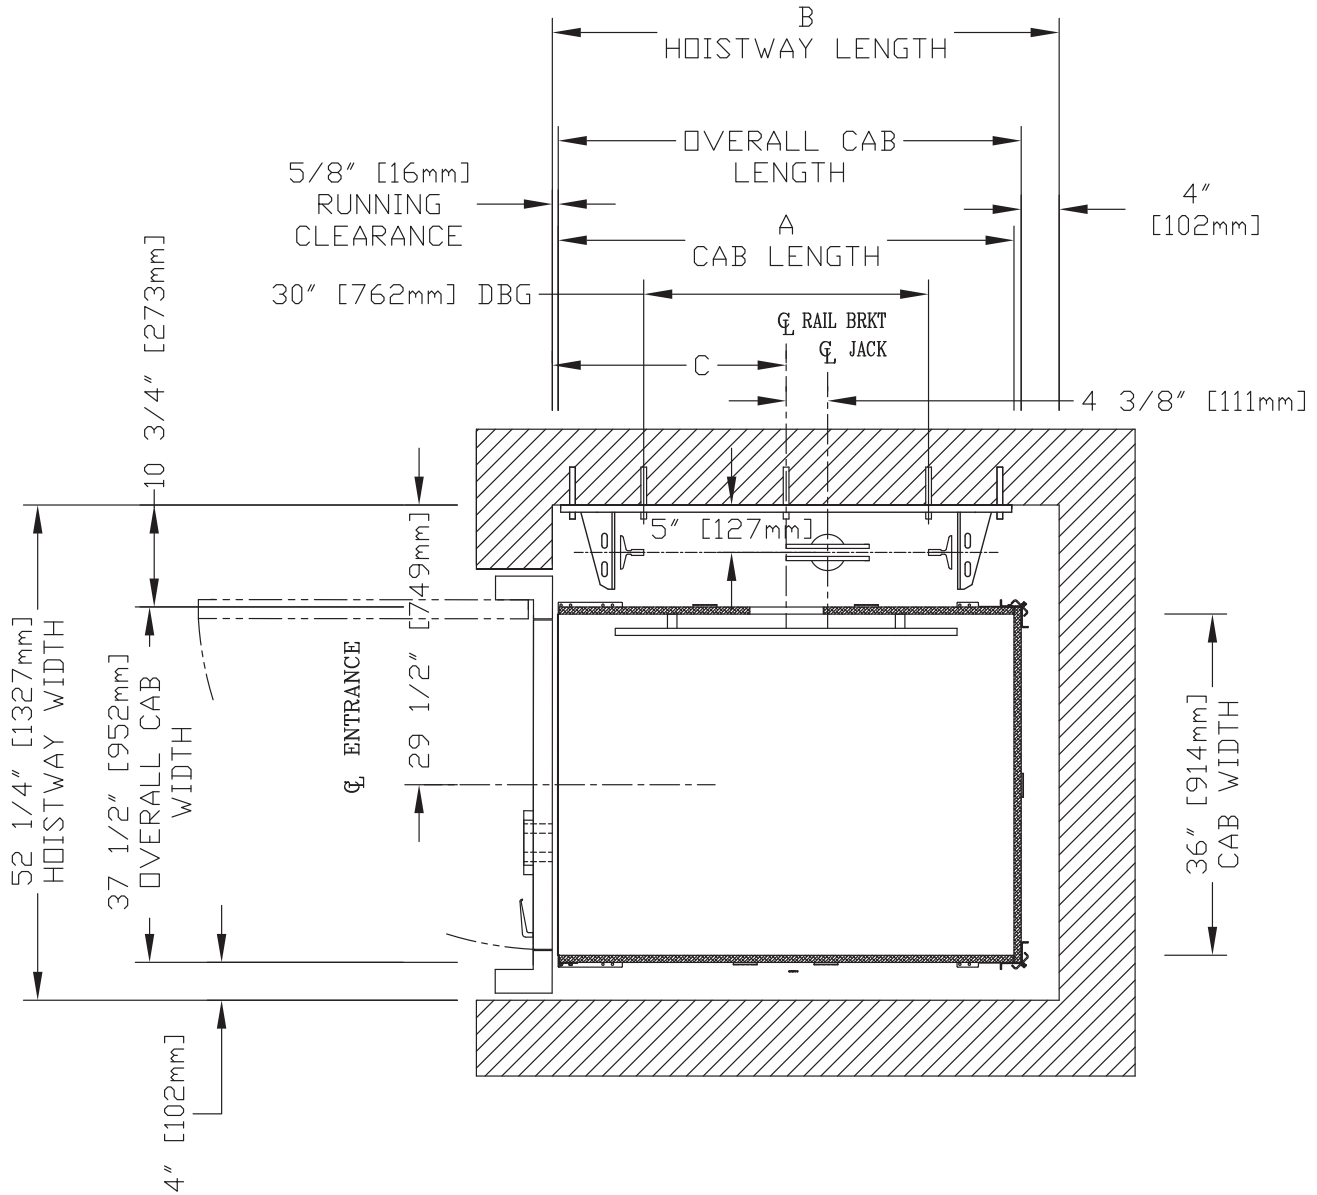 B
HOISTWAY LENGTH
OVERALL CAB
LENGTH
5/8" [16mm]
RUNNING
CLEARANCE
4"
[102mm]
A
CAB LENGTH
30" [762mm] DBG
℄ RAIL BRKT
℄ JACK
C
4 3/8" [111mm]
10 3/4" [273mm]
5" [127mm]
29 1/2" [749mm]
℄ ENTRANCE
52 1/4" [1327mm]
HOISTWAY WIDTH
37 1/2" [952mm]
OVERALL CAB
WIDTH
36" [914mm]
CAB WIDTH
4" [102mm]